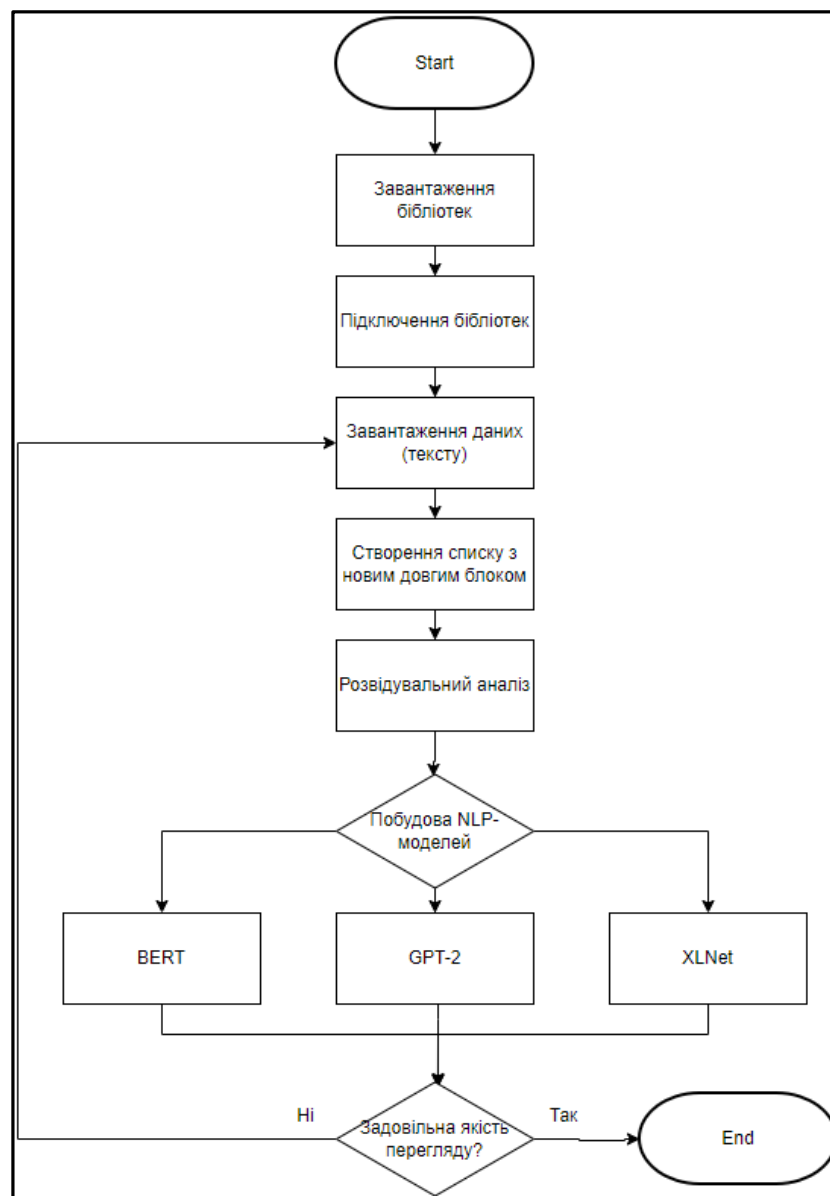 Start
Завантаження
бібліотек
Підключення бібліотек
Завантаження даних
(тексту)
Створення списку з
новим довгим блоком
Розвідувальний аналіз
Побудова NLP-
моделей
BERT
GPT-2
XLNet
Ні
Задовільна якість
перегляду?
Так
End